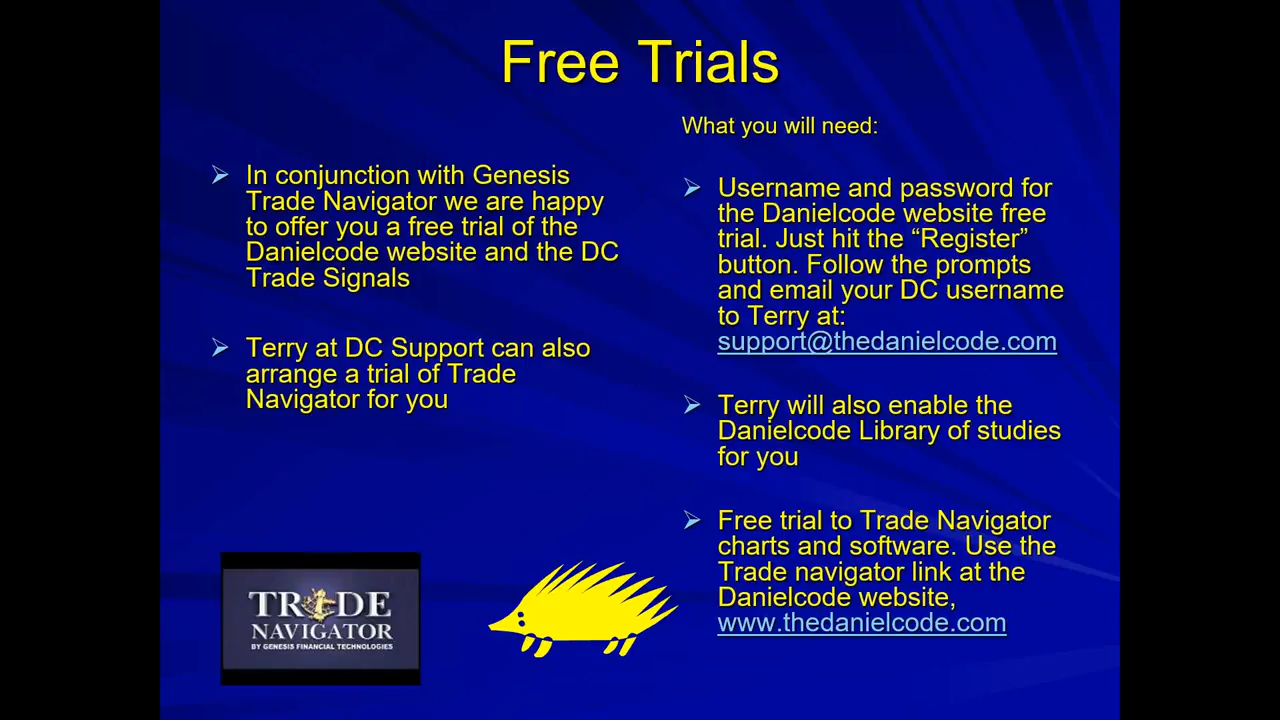 Free Trials
In conjunction with Genesis
Trade Navigator we are happy
to offer you a free trial of the
Danielcode website and the DC
Trade Signals
Terry at DC Support can also
arrange a trial of Trade
Navigator for you
TRADE
NAVIGATOR
BY GENESIS FINANCIAL TECHNOLOGIES
What you will need:
Username and password for
the Danielcode website free
trial. Just hit the “Register”
button. Follow the prompts
and email your DC username
to Terry at:
support@thedanielcode.com
Terry will also enable the
Danielcode Library of studies
for you
Free trial to Trade Navigator
charts and software. Use the
Trade navigator link at the
Danielcode website,
www.thedanielcode.com